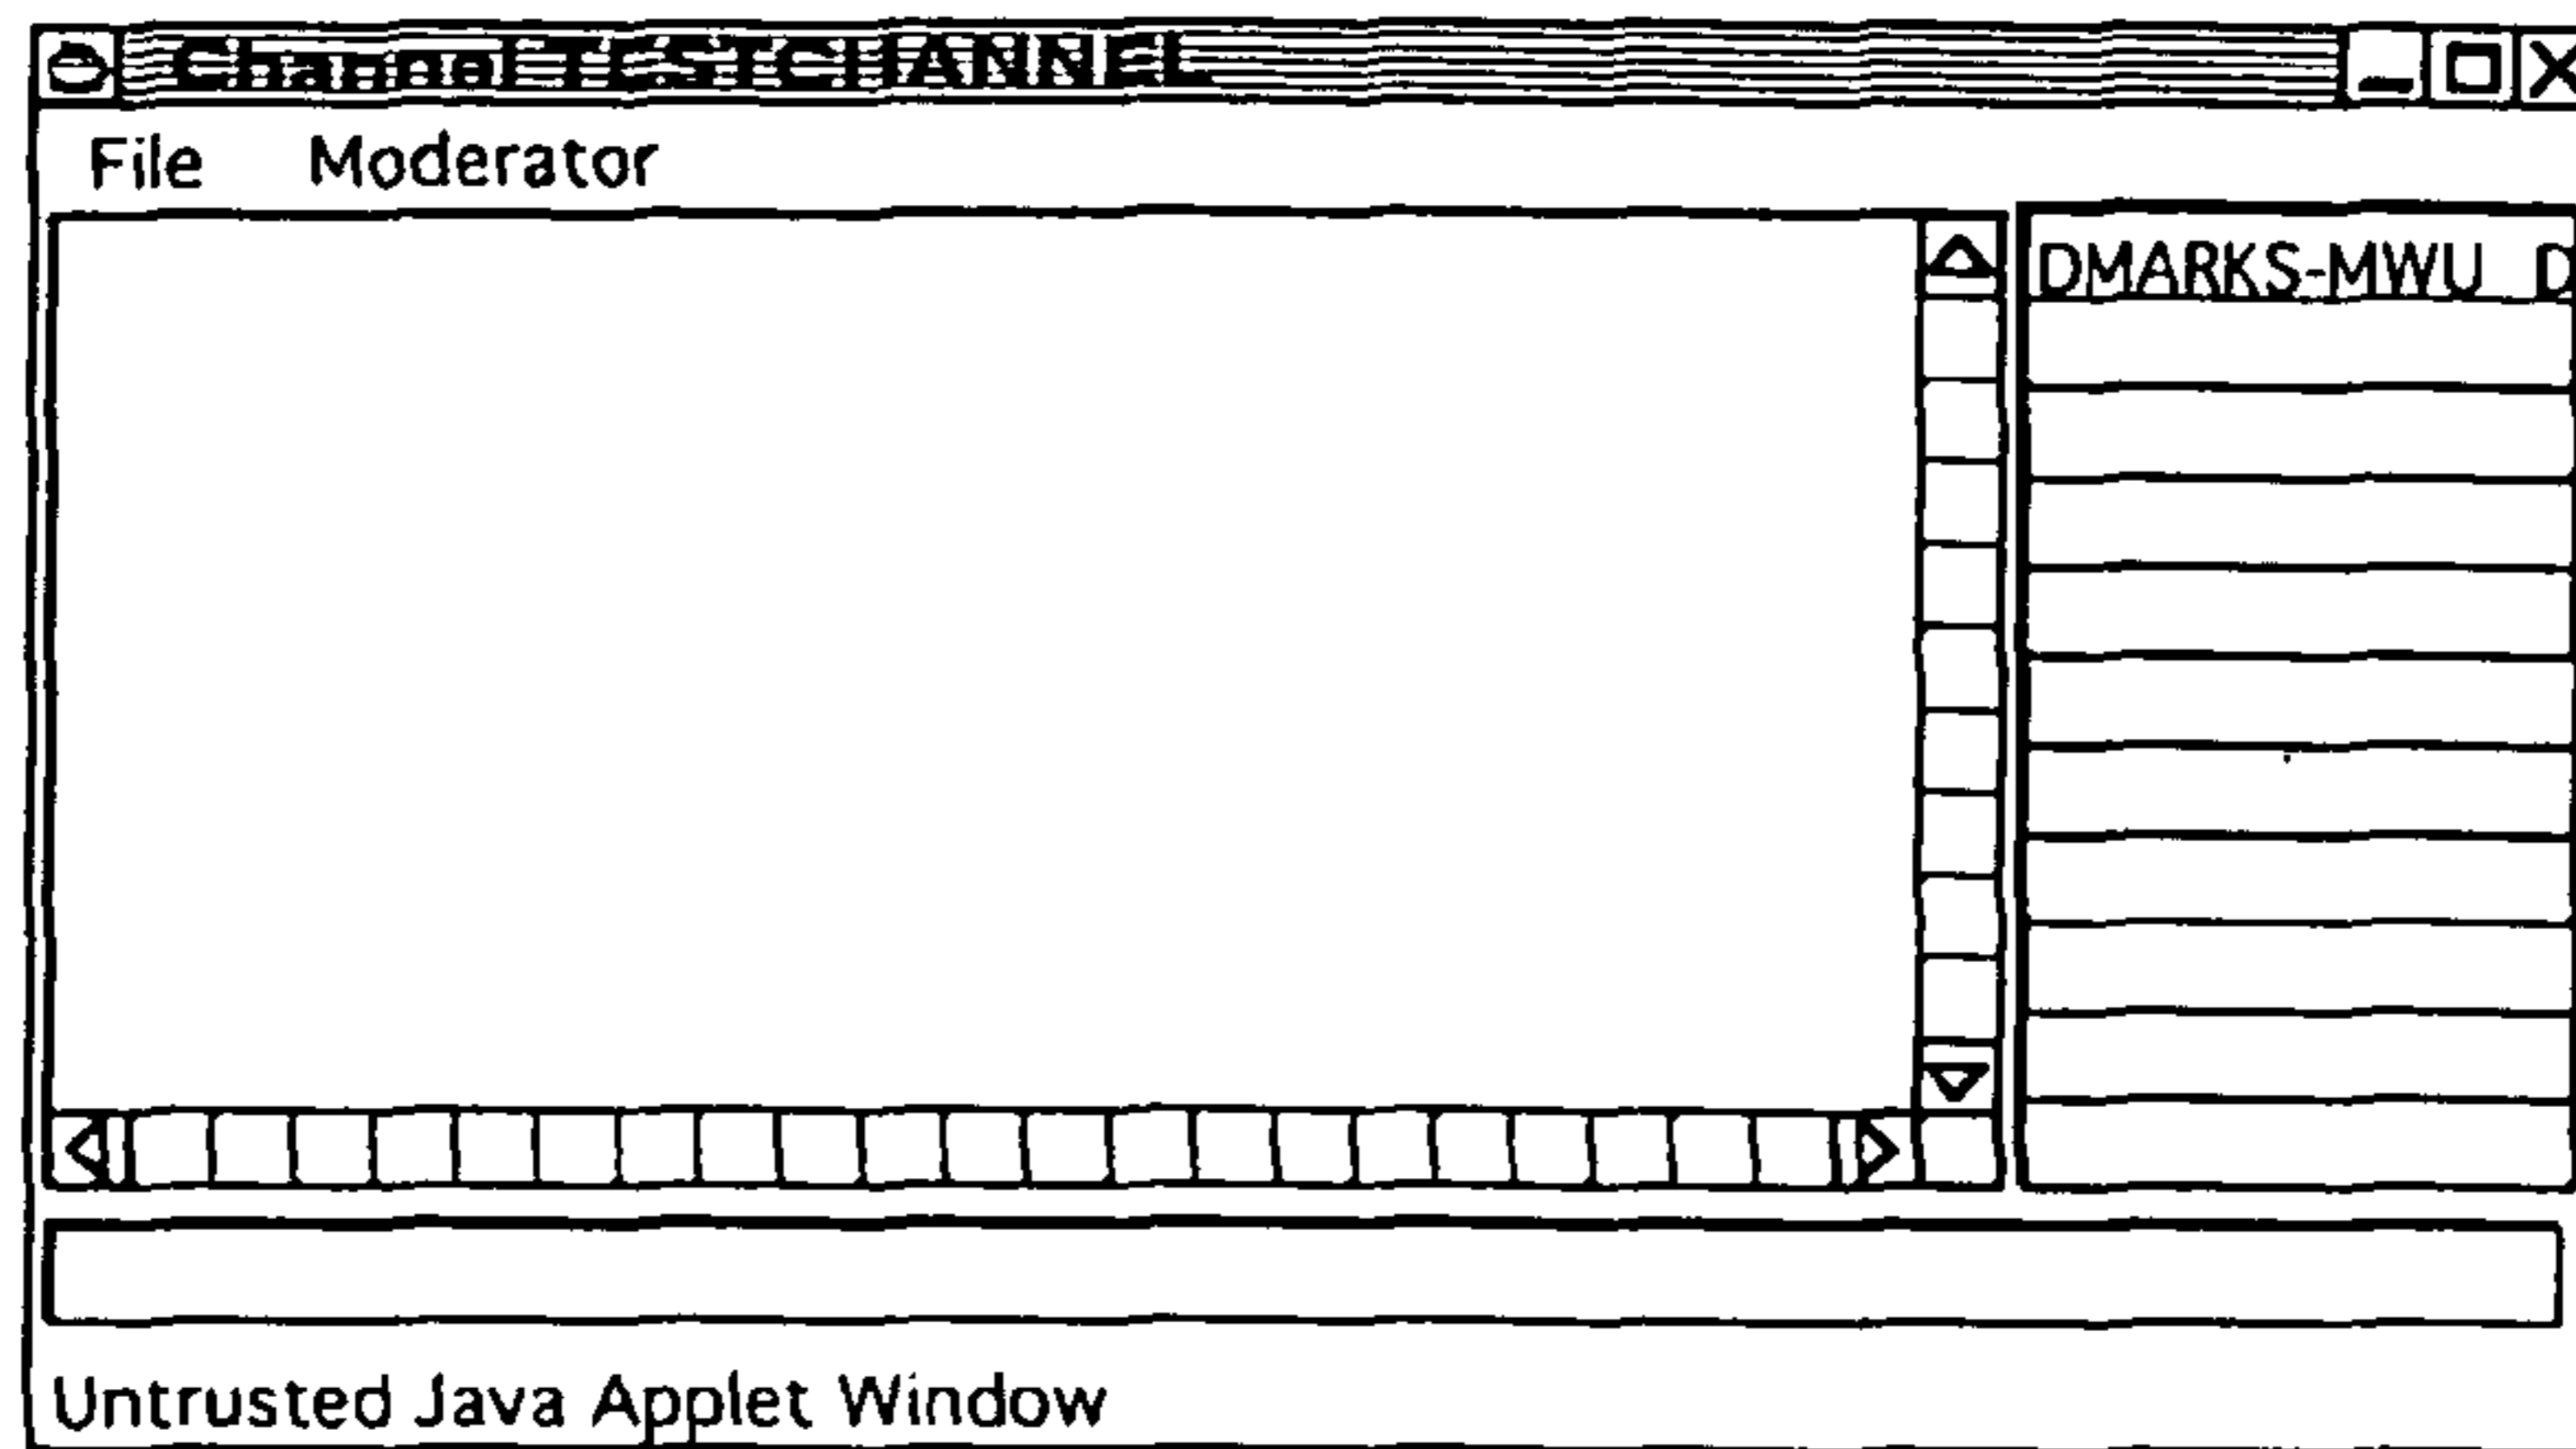 Channel TESTCHANNEL
File Moderator
DMARKS-MWU D
Untrusted Java Applet Window